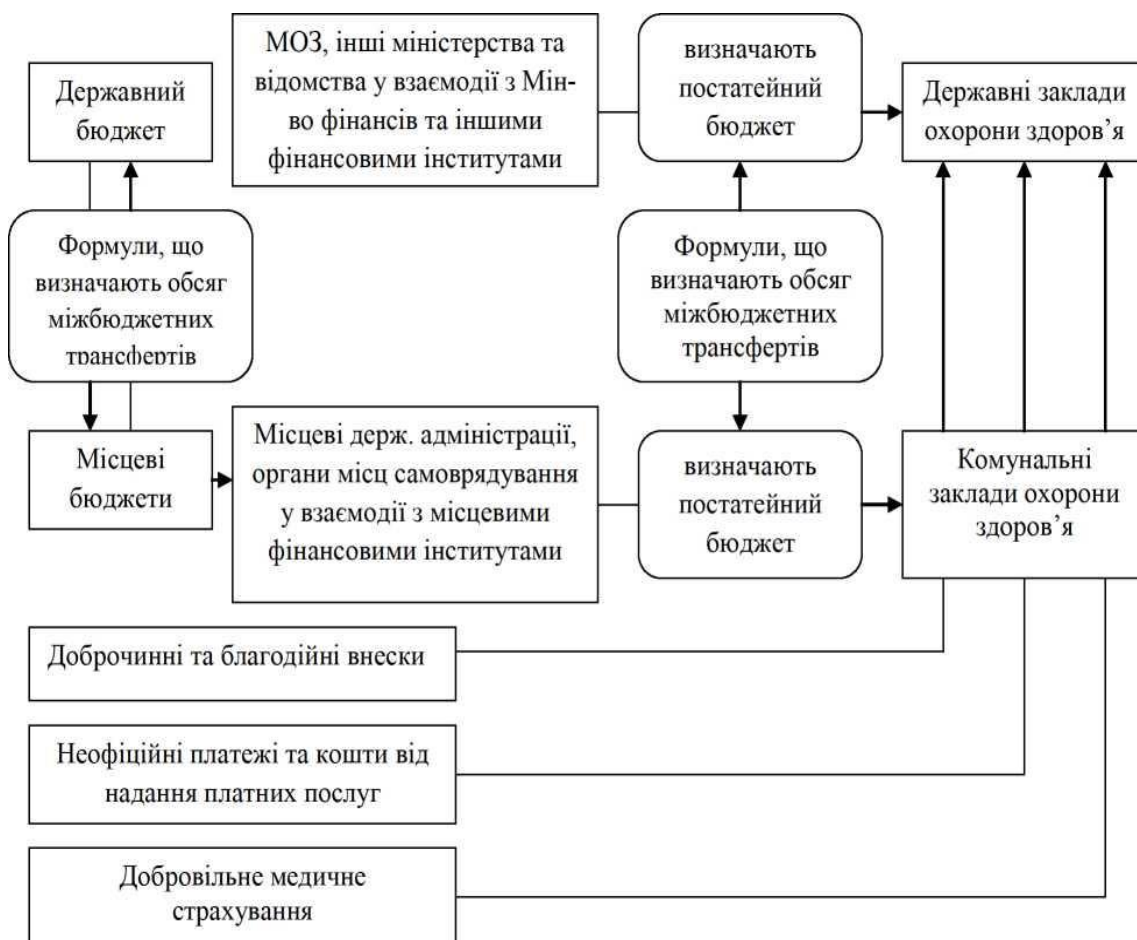 Державний
бюджет
МОЗ, інші міністерства та
відомства у взаємодії з Мін-
во фінансів та іншими
фінансовими інститутами
визначають
постатейний
бюджет
Державні заклади
охорони здоров’я
Формули, що
визначають обсяг
міжбюджетних
трансфертів
Формули, що
визначають обсяг
міжбюджетних
трансфертів
Місцеві
бюджети
Місцеві держ. адміністрації,
органи місц самоврядування
у взаємодії з місцевими
фінансовими інститутами
визначають
постатейний
бюджет
Комунальні
заклади охорони
здоров’я
Доброчинні та благодійні внески
Неофіційні платежі та кошти від
надання платних послуг
Добровільне медичне
страхування